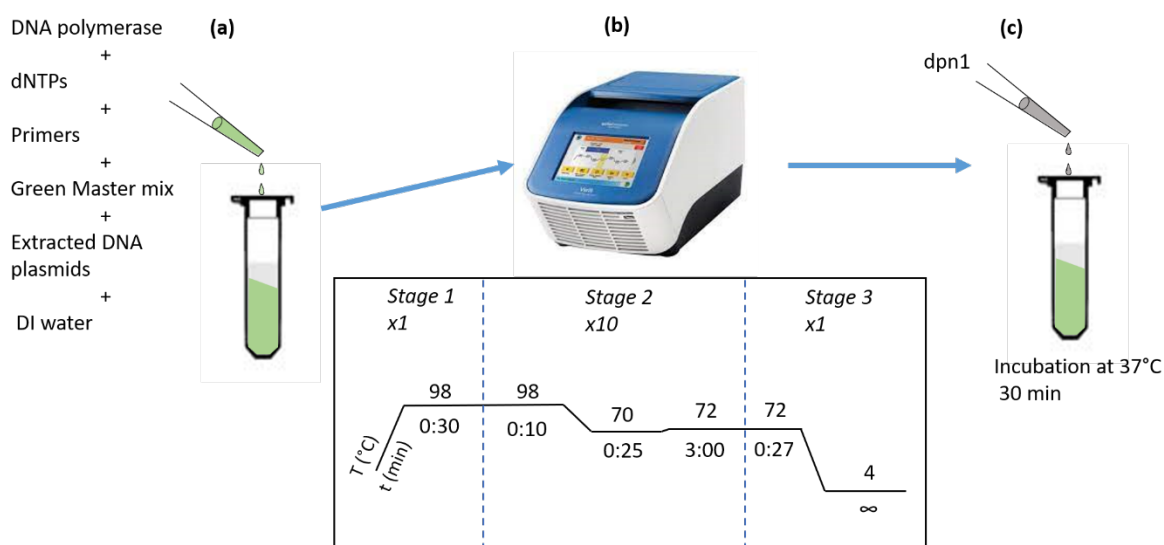 DNA polymerase
+
dNTPs
+
Primers
+
Green Master mix
+
Extracted DNA
plasmids
+
DI water
(a)
(b)
(c)
dpn1
Incubation at 37°C
30 min
Stage 1
x1
Stage 2
x10
Stage 3
x1
T (°C)
t (min)
98
0:30
98
0:10
70
0:25
72
3:00
72
0:27
4
∞